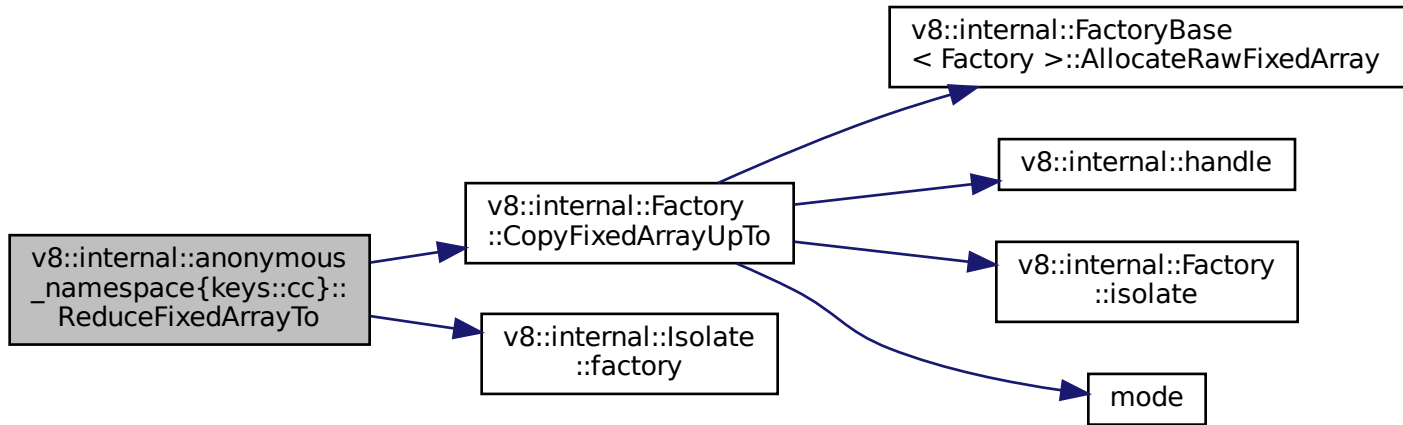 v8::internal::FactoryBase
< Factory >::AllocateRawFixedArray
v8::internal::handle
v8::internal::Factory
::CopyFixedArrayUpTo
v8::internal::anonymous
_namespace{keys::cc}::
ReduceFixedArrayTo
v8::internal::Factory
::isolate
v8::internal::Isolate
::factory
mode